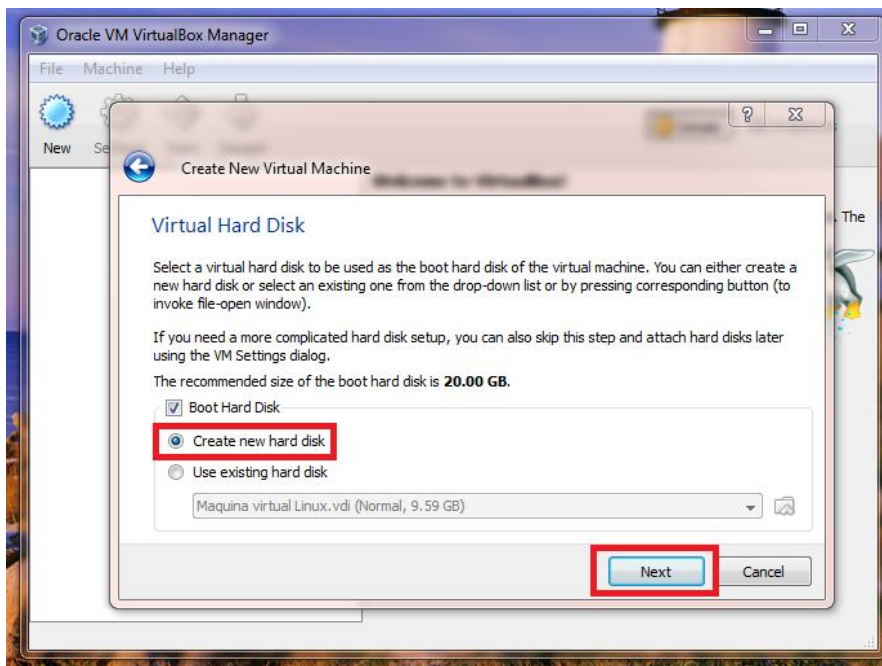 Oracle VM VirtualBox Manager
File Machine Help
New
Create New Virtual Machine
Welcome to VirtualBox!
. The
Virtual Hard Disk
Select a virtual hard disk to be used as the boot hard disk of the virtual machine. You can either create a
new hard disk or select an existing one from the drop-down list or by pressing corresponding button (to
invoke file-open window).
If you need a more complicated hard disk setup, you can also skip this step and attach hard disks later
using the VM Settings dialog.
The recommended size of the boot hard disk is 20.00 GB.
Boot Hard Disk
Create new hard disk
Use existing hard disk
Maquina virtual Linux.vdi (Normal, 9.59 GB)
Next
Cancel